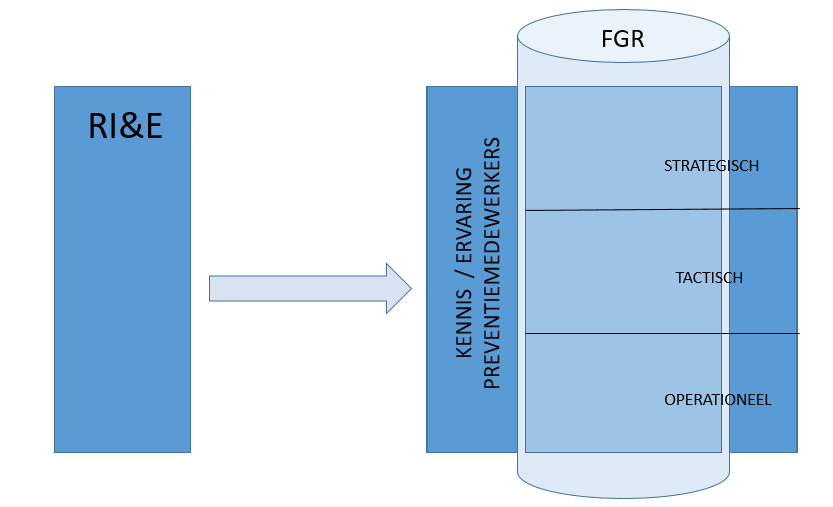 RI&E
FGR
KENNIS / ERVARING
PREVENTIEMEDEWERKERS
STRATEGISCH
TACTISCH
OPERATIONEEL